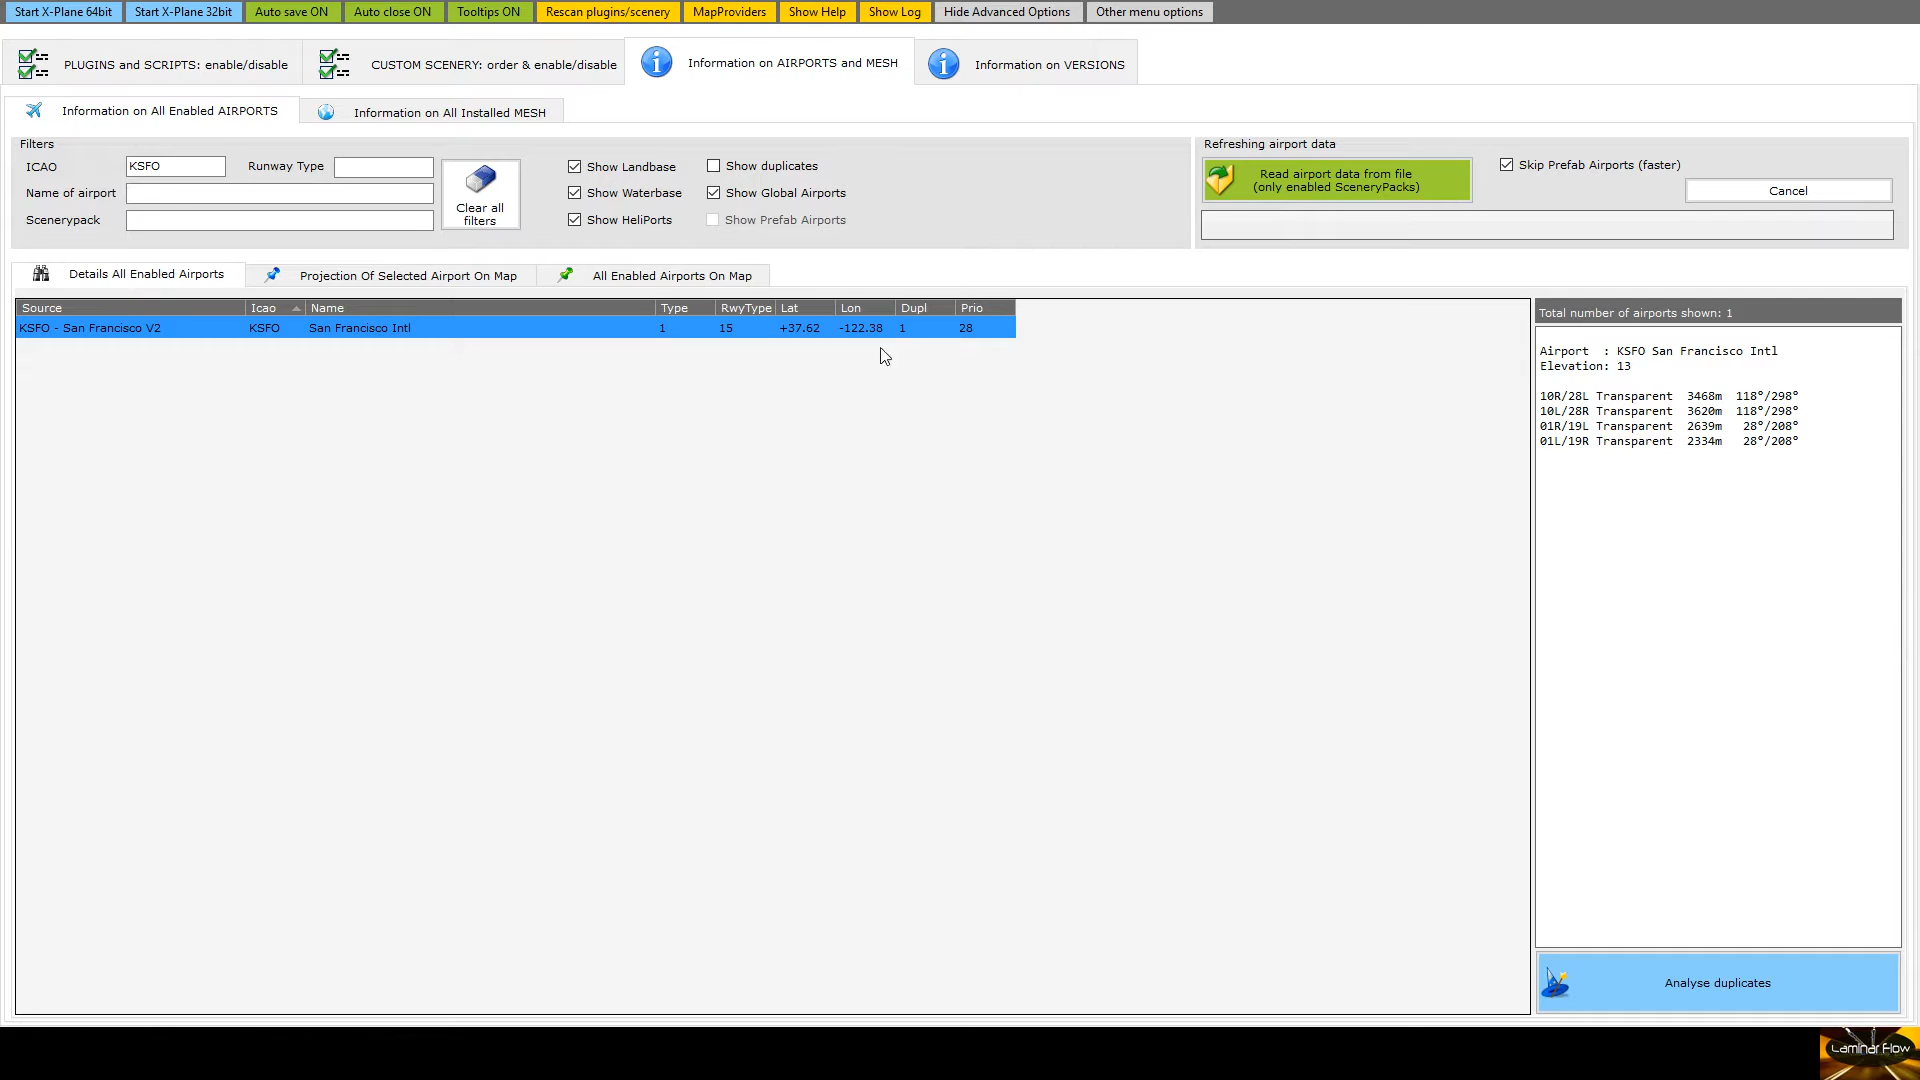 Start X-Plane 64bit Start X-Plane 32bit Auto save ON Auto close ON Tooltips ON Rescan plugins/scenery MapProviders Show Help Show Log Hide Advanced Options Other menu options
PLUGINS and SCRIPTS: enable/disable CUSTOM SCENERY: order & enable/disable Information on AIRPORTS and MESH Information on VERSIONS
Information on All Enabled AIRPORTS Information on All Installed MESH
Filters
ICAO KSFO Runway Type
Name of airport
Scenerypack
Clear all
filters
Show Landbase Show duplicates
Show Waterbase Show Global Airports
Show HeliPorts Show Prefab Airports
Refreshing airport data
Read airport data from file
(only enabled SceneryPacks)
Skip Prefab Airports (faster)
Cancel
Details All Enabled Airports Projection Of Selected Airport On Map All Enabled Airports On Map
Source Icao Name Type RwyType Lat Lon Dupl Prio
KSFO - San Francisco V2 KSFO San Francisco Intl 1 15 +37.62 -122.38 1 28
Total number of airports shown: 1
Airport : KSFO San Francisco Intl
Elevation: 13
10R/28L Transparent 3468m 118°/298°
10L/28R Transparent 3620m 118°/298°
01R/19L Transparent 2639m 28°/208°
01L/19R Transparent 2334m 28°/208°
Analyse duplicates
Laminar Flow